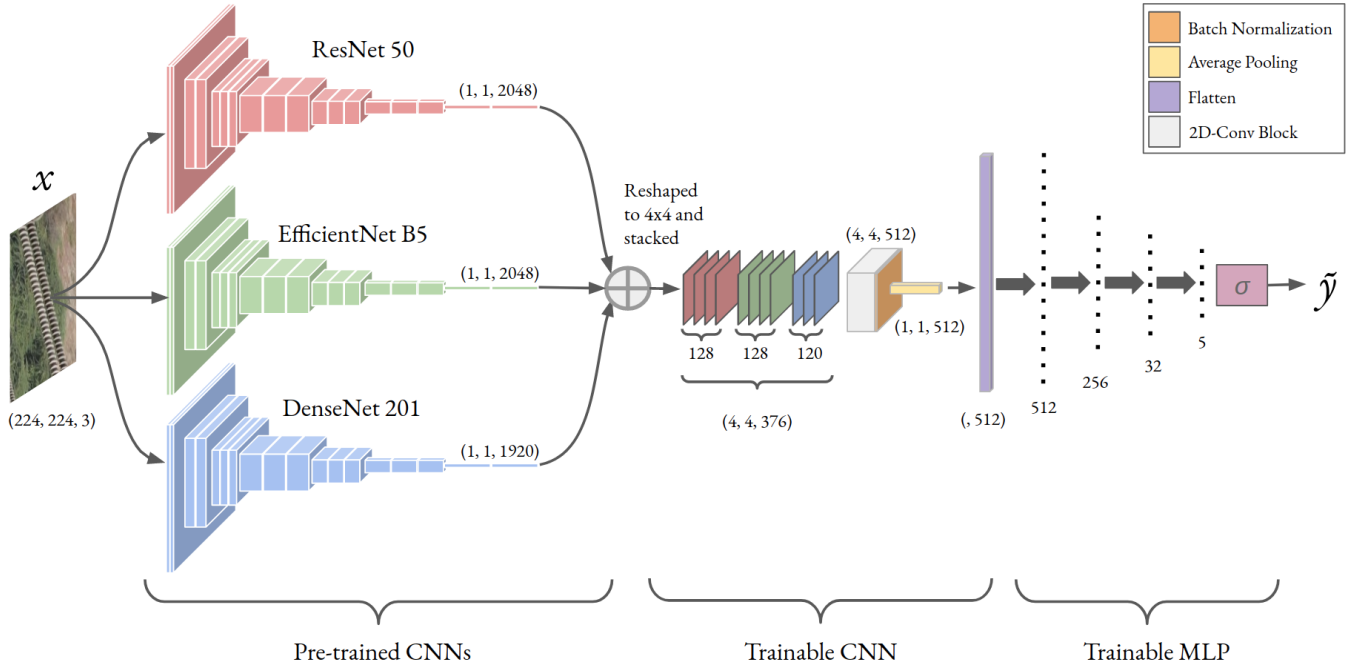 ResNet 50
(1, 1, 2048)
x
(224, 224, 3)
EfficientNet B5
(1, 1, 2048)
DenseNet 201
(1, 1, 1920)
Reshaped
to 4x4 and
stacked
128
128
120
(4, 4, 376)
(4, 4, 512)
(1, 1, 512)
(, 512)
512
256
32
5
σ
ỹ
Batch Normalization
Average Pooling
Flatten
2D-Conv Block
Pre-trained CNNs
Trainable CNN
Trainable MLP